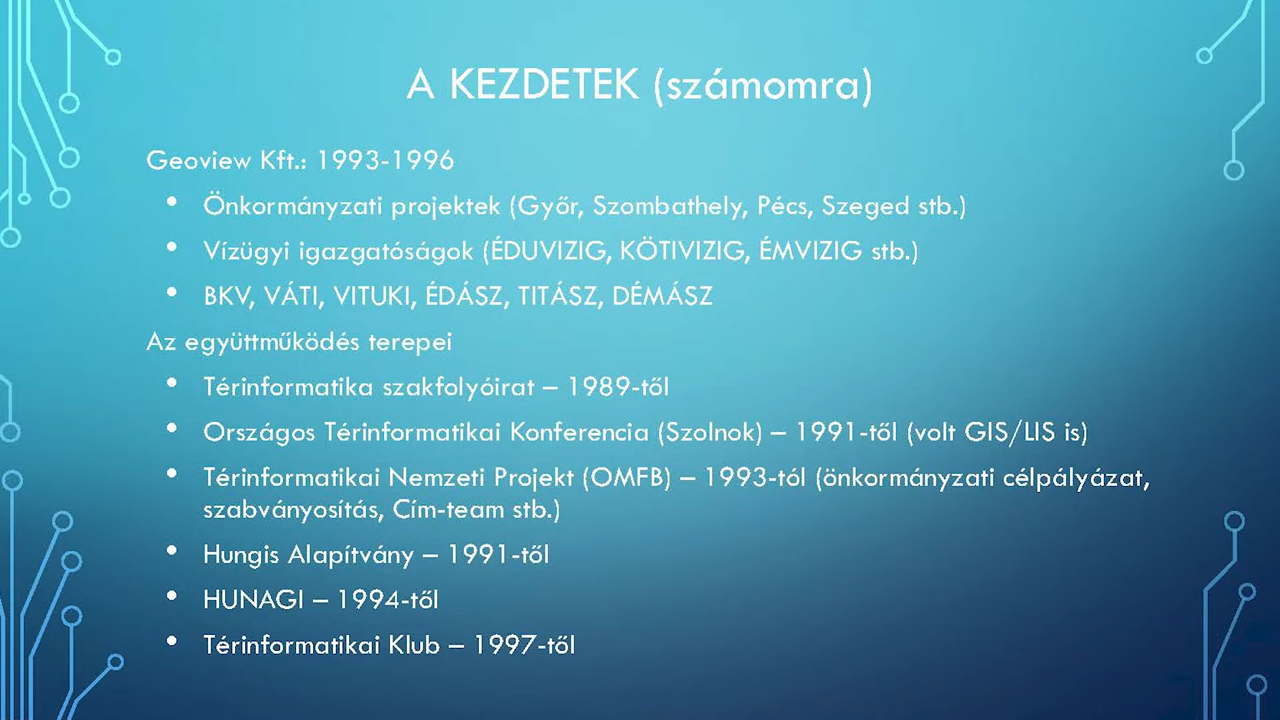 A KEZDETEK (számomra)
Geoview Kft.: 1993-1996
• Önkormányzati projektek (Győr, Szombathely, Pécs, Szeged stb.)
• Vízügyi igazgatóságok (ÉDUVIZIG, KÖTIVIZIG, ÉMVIZIG stb.)
• BKV, VÁTI, VITUKI, ÉDÁSZ, TITÁSZ, DÉMÁSZ
Az együttműködés terepei
• Térinformatika szakfolyóirat – 1989-től
• Országos Térinformatikai Konferencia (Szolnok) – 1991-től (volt GIS/LIS is)
• Térinformatikai Nemzeti Projekt (OMFB) – 1993-tól (önkormányzati célpályázat,
szabványosítás, Cím-team stb.)
• Hungis Alapítvány – 1991-től
• HUNAGI – 1994-től
• Térinformatikai Klub – 1997-től